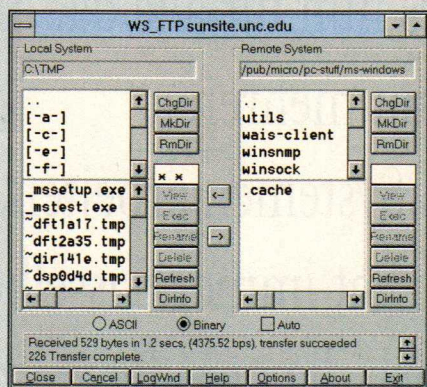 WS_FTP sunsite.unc.edu
Local System
C:\TMP
..
[-a-]
[-c-]
[-e-]
[-f-]
ChgDir
MkDir
RmDir
* *
_mssetup.exe
_mstest.exe
~dft1a17.tmp
~dft2a35.tmp
~dir141e.tmp
~dsp0d4d.tmp
View
Exec
Rename
Delete
Refresh
DirInfo
<-
->
Remote System
/pub/micro/pc-stuff/ms-windows
..
utils
wais-client
winsnmp
winsock
ChgDir
MkDir
RmDir
.cache
View
Exec
Rename
Delete
Refresh
DirInfo
ASCII
Binary
Auto
Received 529 bytes in 1.2 secs, (4375.52 bps), transfer succeeded
226 Transfer complete.
Close
Cancel
LogWnd
Help
Options
About
Exit